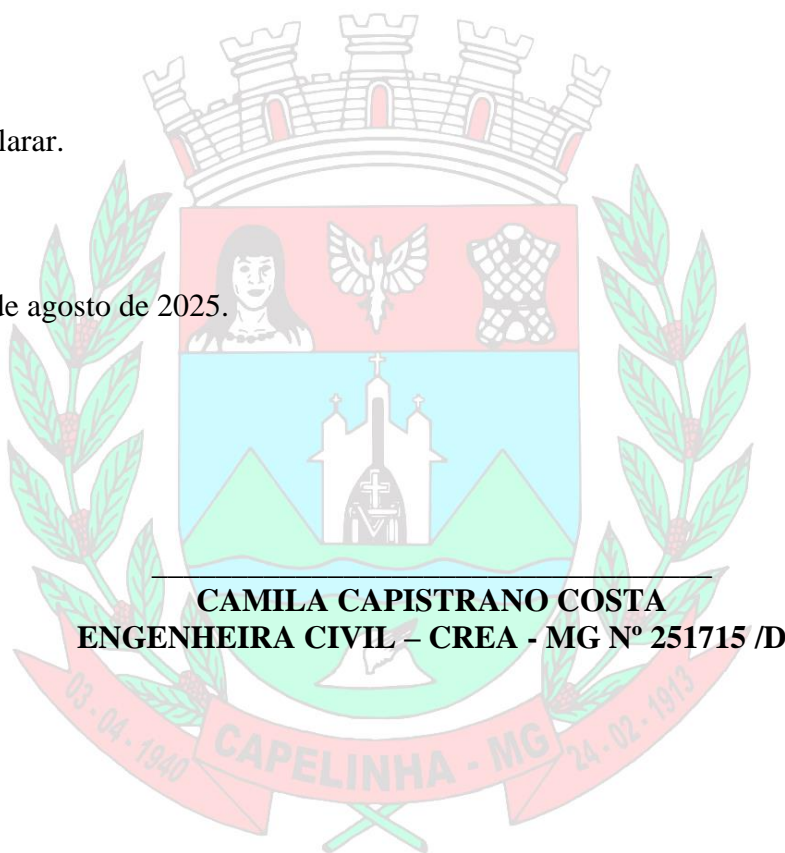 larar.
de agosto de 2025.
CAMILA CAPISTRANO COSTA
ENGENHEIRA CIVIL – CREA - MG Nº 251715 /D
03 - 04 - 1940
CAPELINHA - MG
24 - 02 - 1913